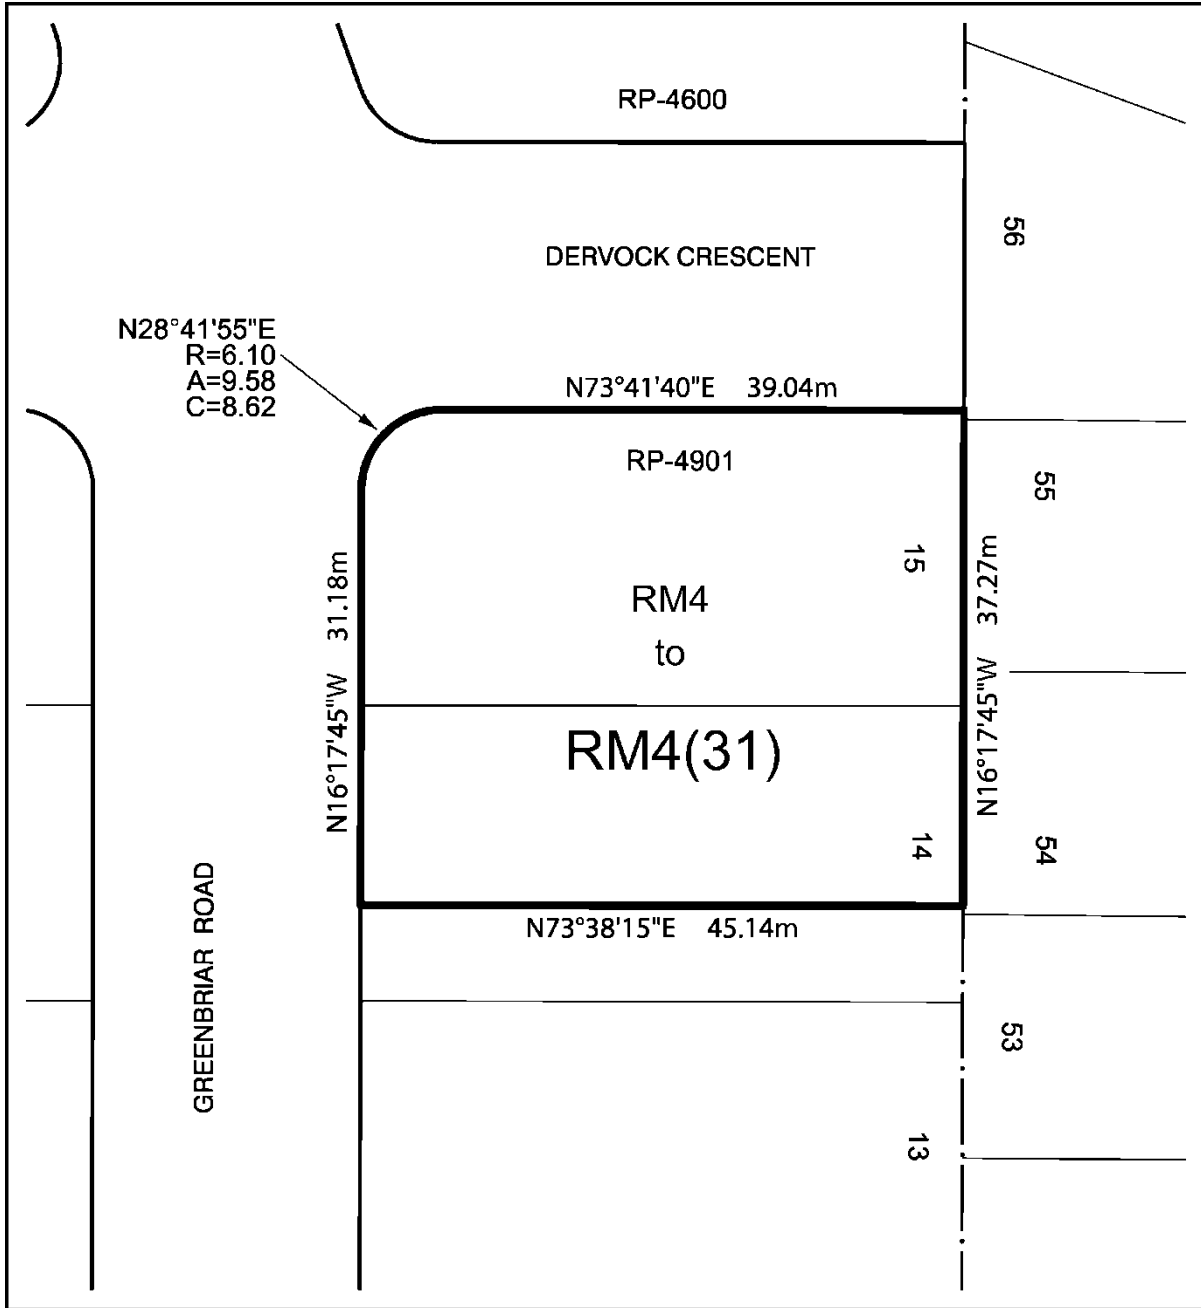 RP-4600
56
DERVOCK CRESCENT
N28°41'55"E
R=6.10
A=9.58
C=8.62
N73°41'40"E 39.04m
RP-4901
55
15
N16°17'45"W 31.18m
N16°17'45"W 37.27m
RM4
to
RM4(31)
14
54
N73°38'15"E 45.14m
GREENBRIAR ROAD
53
13